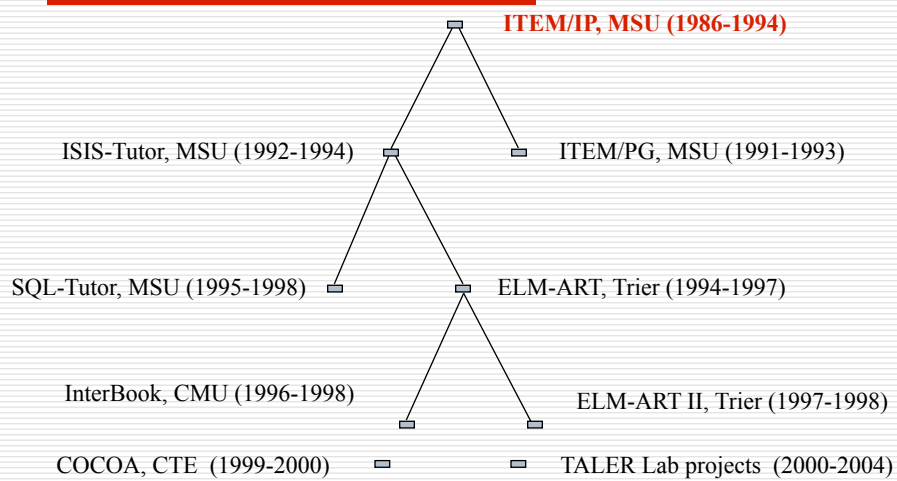 ITEM/IP, MSU (1986-1994)
ISIS-Tutor, MSU (1992-1994)
ITEM/PG, MSU (1991-1993)
SQL-Tutor, MSU (1995-1998)
ELM-ART, Trier (1994-1997)
InterBook, CMU (1996-1998)
ELM-ART II, Trier (1997-1998)
COCOA, CTE (1999-2000)
TALER Lab projects (2000-2004)